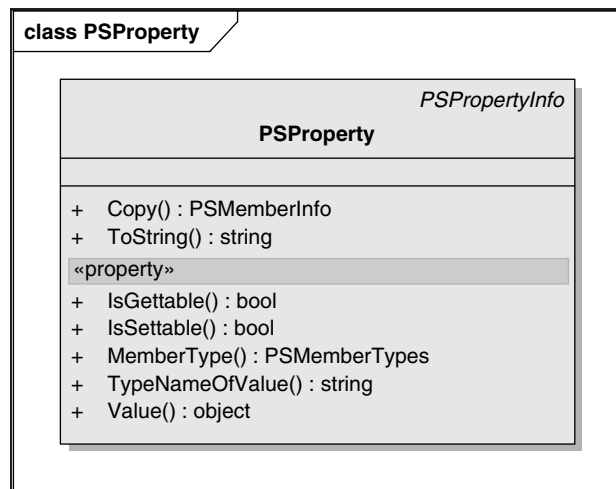 class PSProperty
PSPropertyInfo
PSProperty
+ Copy() : PSMemberInfo
+ ToString() : string
«property»
+ IsGettable() : bool
+ IsSettable() : bool
+ MemberType() : PSMemberTypes
+ TypeNameOfValue() : string
+ Value() : object